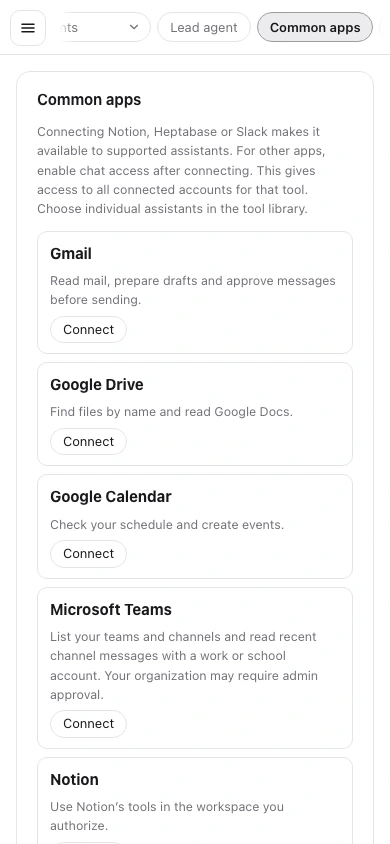 nts
Lead agent
Common apps
Common apps
Connecting Notion, Heptabase or Slack makes it
available to supported assistants. For other apps,
enable chat access after connecting. This gives
access to all connected accounts for that tool.
Choose individual assistants in the tool library.
Gmail
Read mail, prepare drafts and approve messages
before sending.
Connect
Google Drive
Find files by name and read Google Docs.
Connect
Google Calendar
Check your schedule and create events.
Connect
Microsoft Teams
List your teams and channels and read recent
channel messages with a work or school
account. Your organization may require admin
approval.
Connect
Notion
Use Notion's tools in the workspace you
authorize.